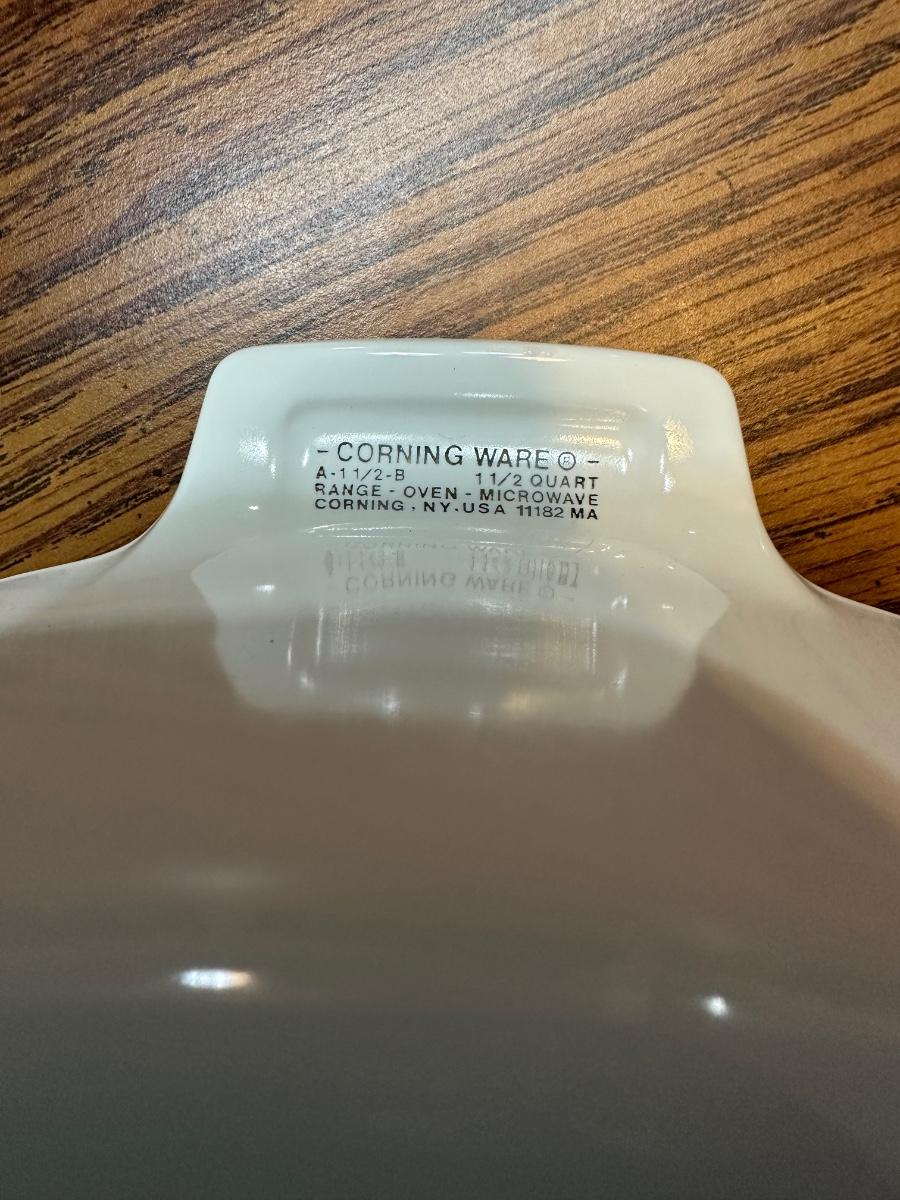 - CORNING WARE ® -
A-1 1/2-B 1 1/2 QUART
RANGE - OVEN - MICROWAVE
CORNING , NY. USA 11182 MA